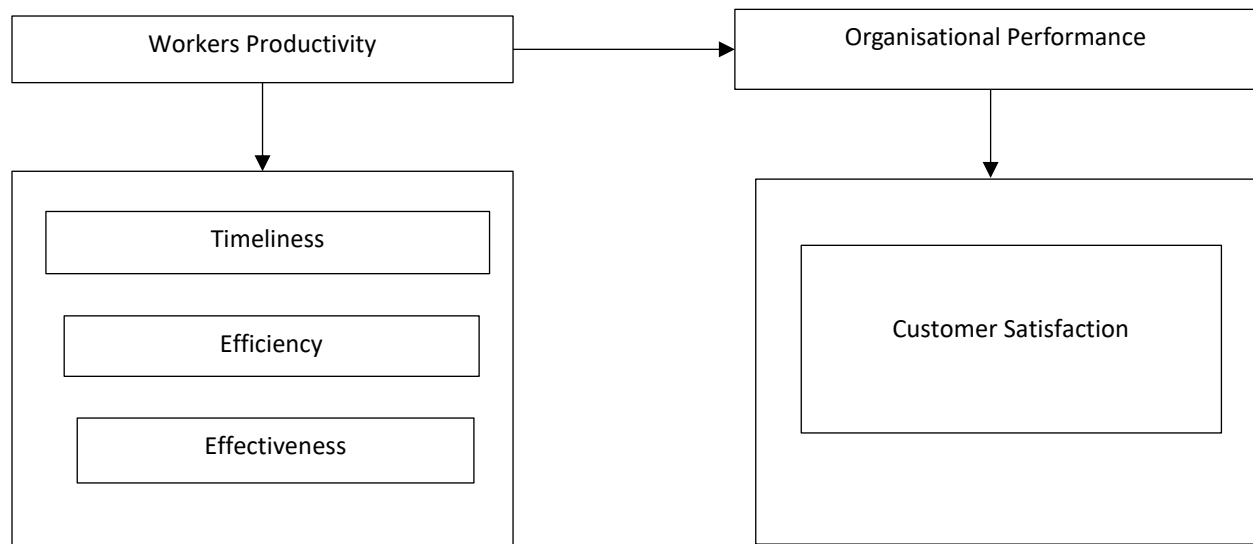 Workers Productivity
Organisational Performance
Timeliness
Efficiency
Effectiveness
Customer Satisfaction